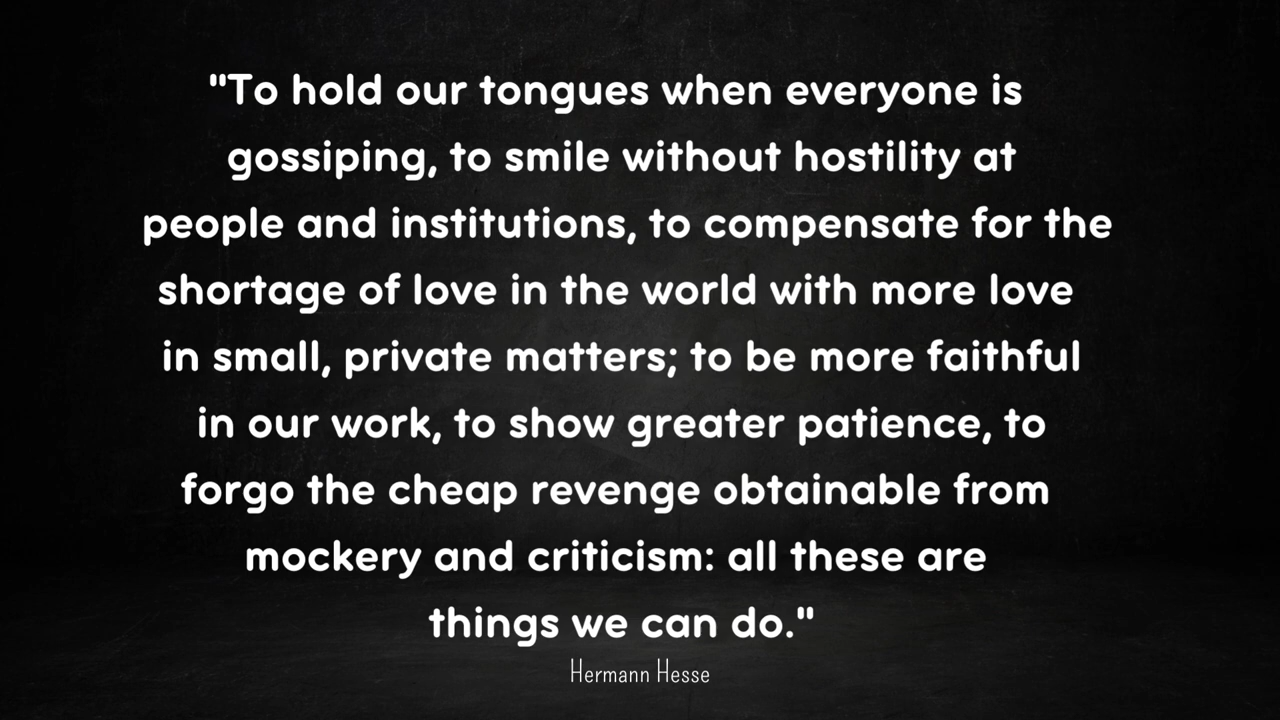 "To hold our tongues when everyone is
gossiping, to smile without hostility at
people and institutions, to compensate for the
shortage of love in the world with more love
in small, private matters; to be more faithful
in our work, to show greater patience, to
forgo the cheap revenge obtainable from
mockery and criticism: all these are
things we can do."
Hermann Hesse